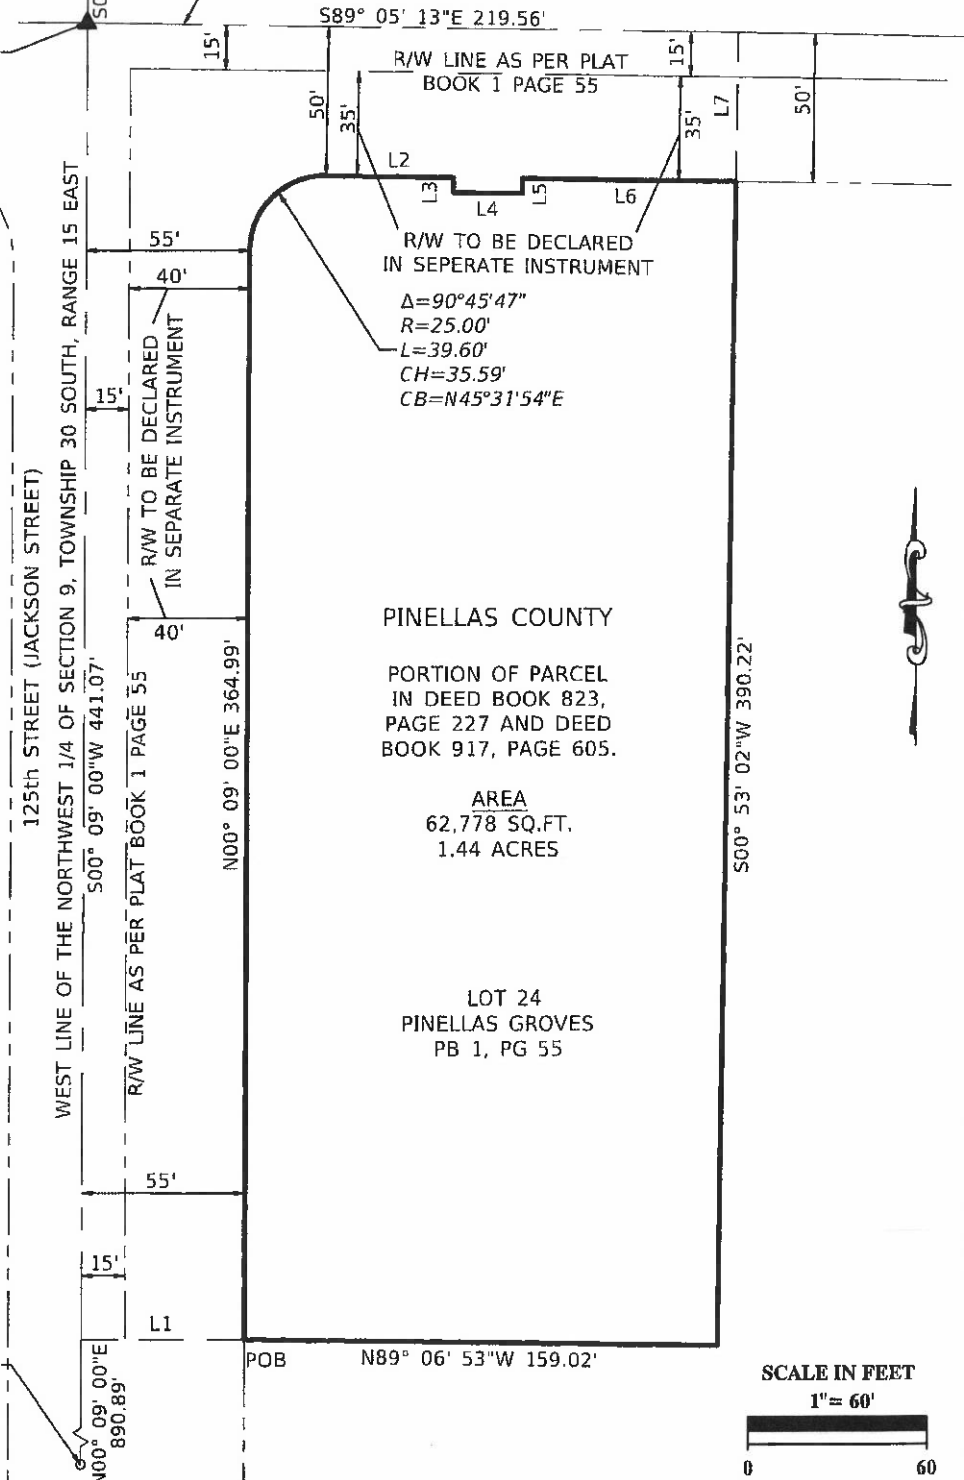 S0
S89° 05' 13"E 219.56'
15'
R/W LINE AS PER PLAT
BOOK 1 PAGE 55
15'
50'
35'
35'
L7
50'
L2
L3
L4
L5
L6
R/W TO BE DECLARED
IN SEPERATE INSTRUMENT
55'
40'
Δ=90°45'47"
R=25.00'
L=39.60'
CH=35.59'
CB=N45°31'54"E
15'
R/W TO BE DECLARED
IN SEPARATE INSTRUMENT
40'
125th STREET (JACKSON STREET)
WEST LINE OF THE NORTHWEST 1/4 OF SECTION 9, TOWNSHIP 30 SOUTH, RANGE 15 EAST
S00° 09' 00"W 441.07'
R/W LINE AS PER PLAT BOOK 1 PAGE 55
N00° 09' 00"E 364.99'
PINELLAS COUNTY
PORTION OF PARCEL
IN DEED BOOK 823,
PAGE 227 AND DEED
BOOK 917, PAGE 605.
AREA
62,778 SQ.FT.
1.44 ACRES
S00° 53' 02"W 390.22'
LOT 24
PINELLAS GROVES
PB 1, PG 55
55'
15'
L1
POB
N89° 06' 53"W 159.02'
N00° 09' 00"E
890.89'
SCALE IN FEET
1"= 60'
0
60